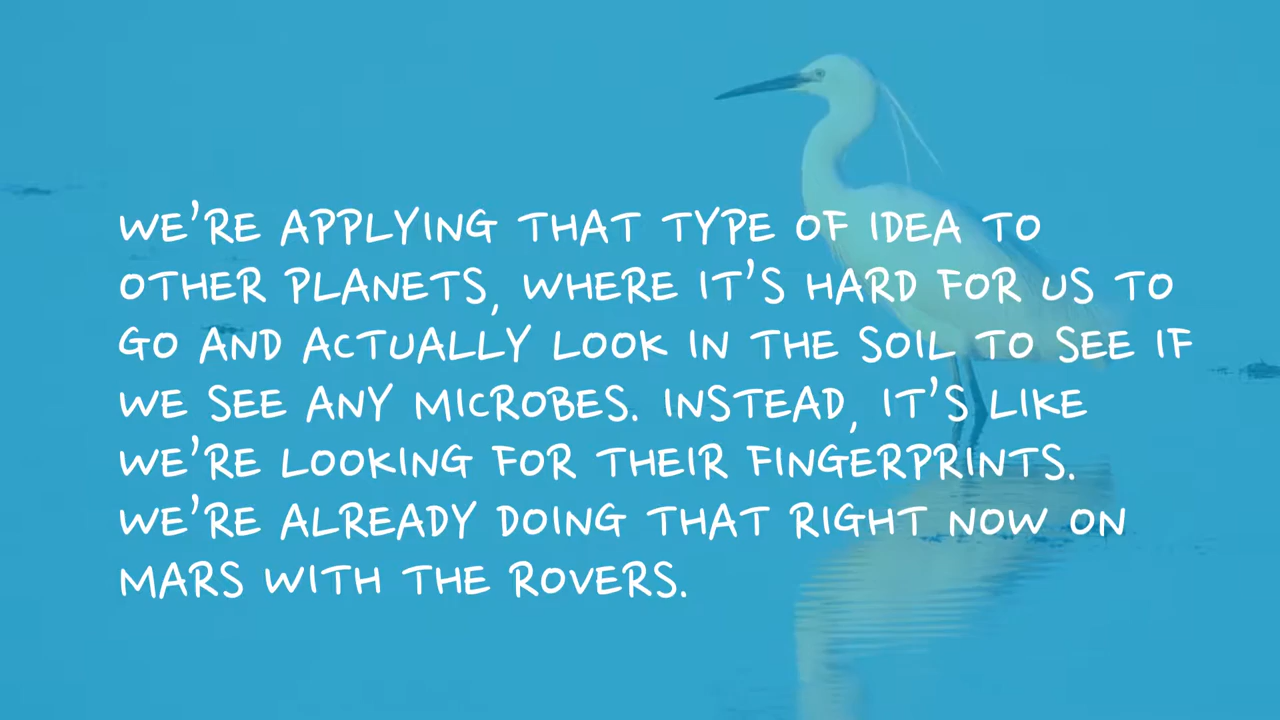 WE'RE APPLYING THAT TYPE OF IDEA TO
OTHER PLANETS, WHERE IT'S HARD FOR US TO
GO AND ACTUALLY LOOK IN THE SOIL TO SEE IF
WE SEE ANY MICROBES. INSTEAD, IT'S LIKE
WE'RE LOOKING FOR THEIR FINGERPRINTS.
WE'RE ALREADY DOING THAT RIGHT NOW ON
MARS WITH THE ROVERS.